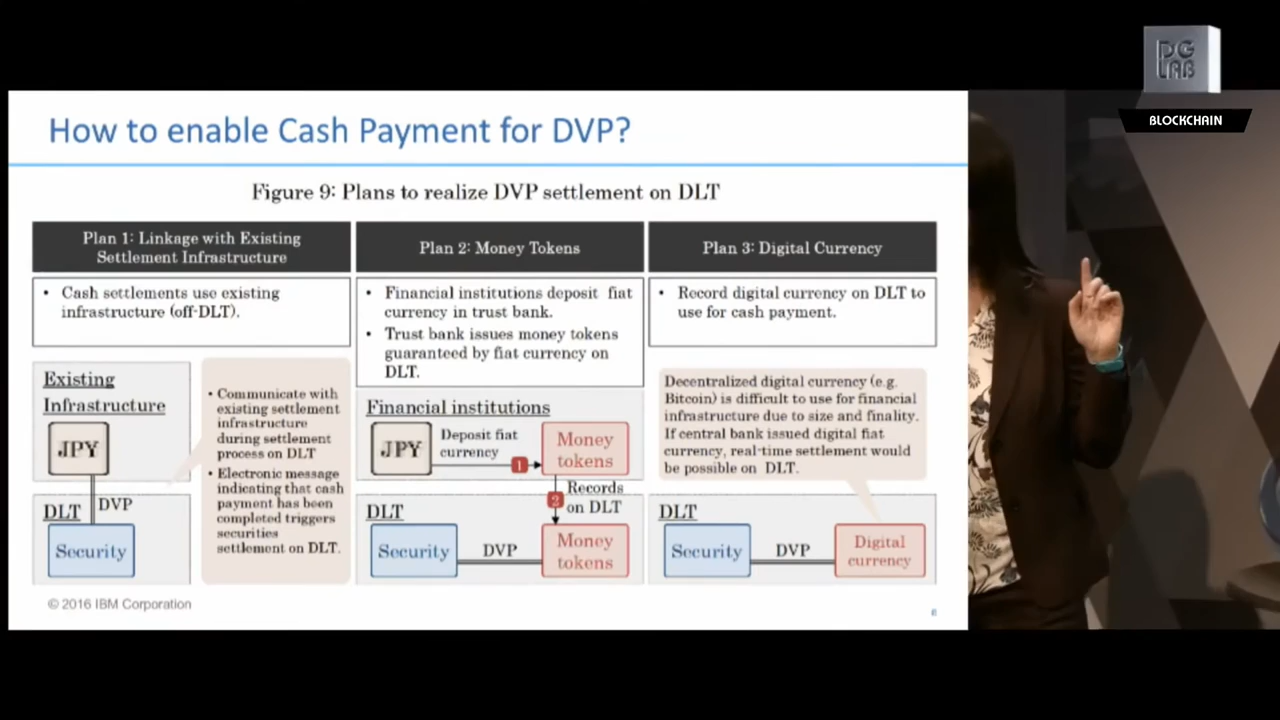 DG
LAB
BLOCKCHAIN
How to enable Cash Payment for DVP?
Figure 9: Plans to realize DVP settlement on DLT
Plan 1: Linkage with Existing
Settlement Infrastructure
• Cash settlements use existing
infrastructure (off-DLT).
Existing
Infrastructure
JPY
DVP
DLT
Security
• Communicate with
existing settlement
infrastructure
during settlement
process on DLT
• Electronic message
indicating that cash
payment has been
completed triggers
securities
settlement on DLT.
Plan 2: Money Tokens
• Financial institutions deposit fiat
currency in trust bank.
• Trust bank issues money tokens
guaranteed by fiat currency on
DLT.
Financial institutions
JPY
Deposit fiat
currency
1
Money
tokens
2
Records
on DLT
DLT
Security
DVP
Money
tokens
Plan 3: Digital Currency
• Record digital currency on DLT to
use for cash payment.
Decentralized digital currency (e.g.
Bitcoin) is difficult to use for financial
infrastructure due to size and finality.
If central bank issued digital fiat
currency, real-time settlement would
be possible on DLT.
DLT
Security
DVP
Digital
currency
© 2016 IBM Corporation
6